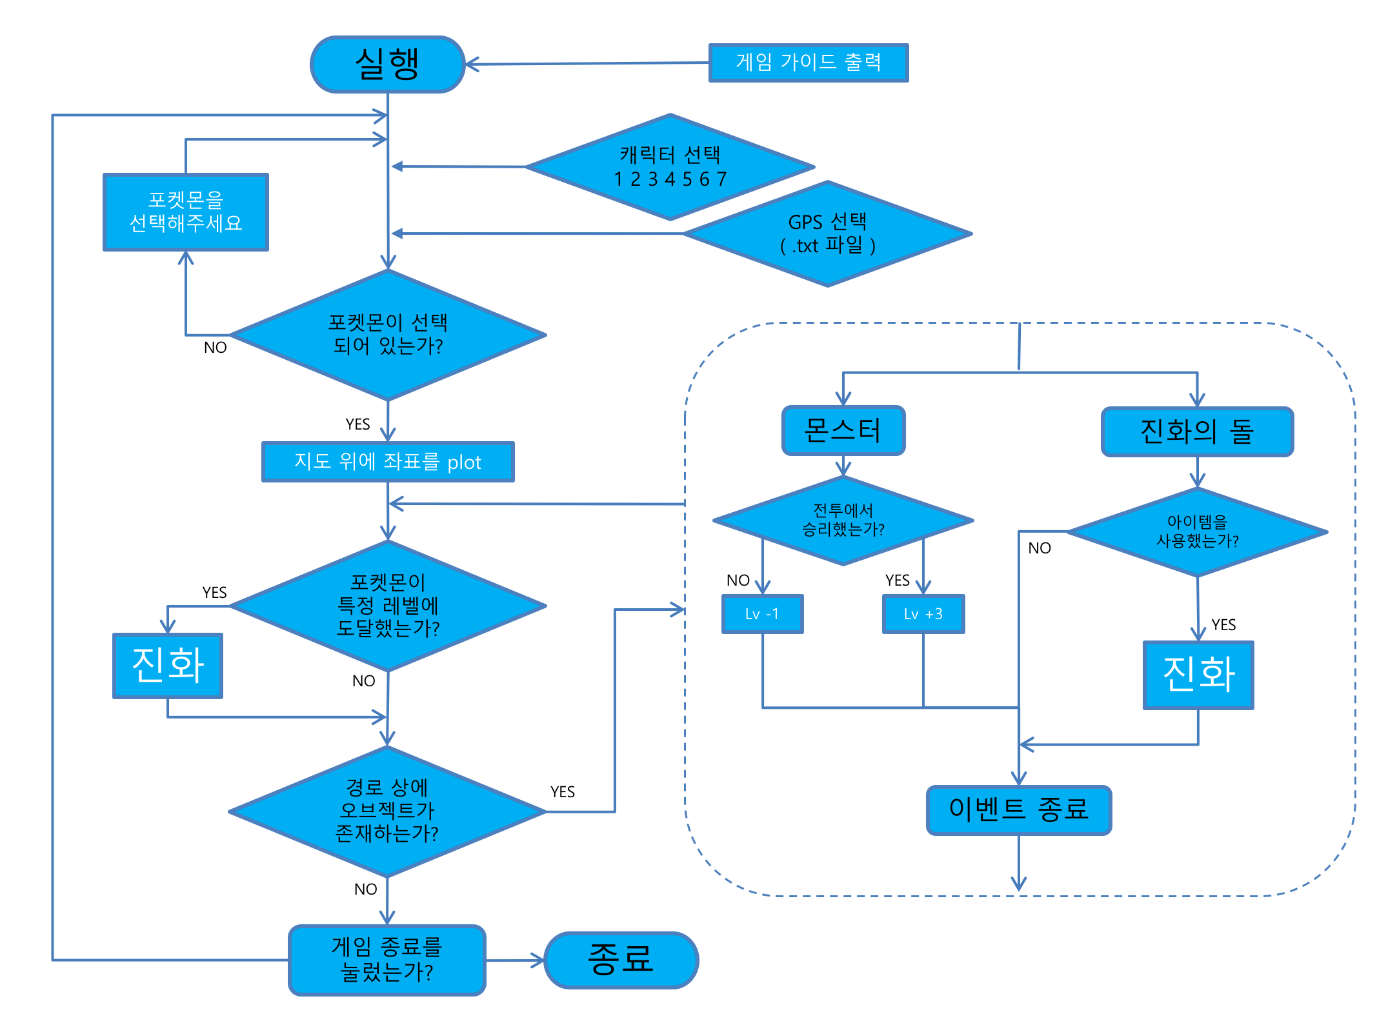 실행
게임 가이드 출력
캐릭터 선택
1 2 3 4 5 6 7
GPS 선택
( .txt 파일 )
포켓몬을
선택해주세요
포켓몬이 선택
되어 있는가?
NO
YES
지도 위에 좌표를 plot
포켓몬이
특정 레벨에
도달했는가?
YES
진화
NO
경로 상에
오브젝트가
존재하는가?
YES
NO
게임 종료를
눌렀는가?
종료
몬스터
전투에서
승리했는가?
NO
YES
Lv -1
Lv +3
진화의 돌
아이템을
사용했는가?
NO
YES
진화
이벤트 종료